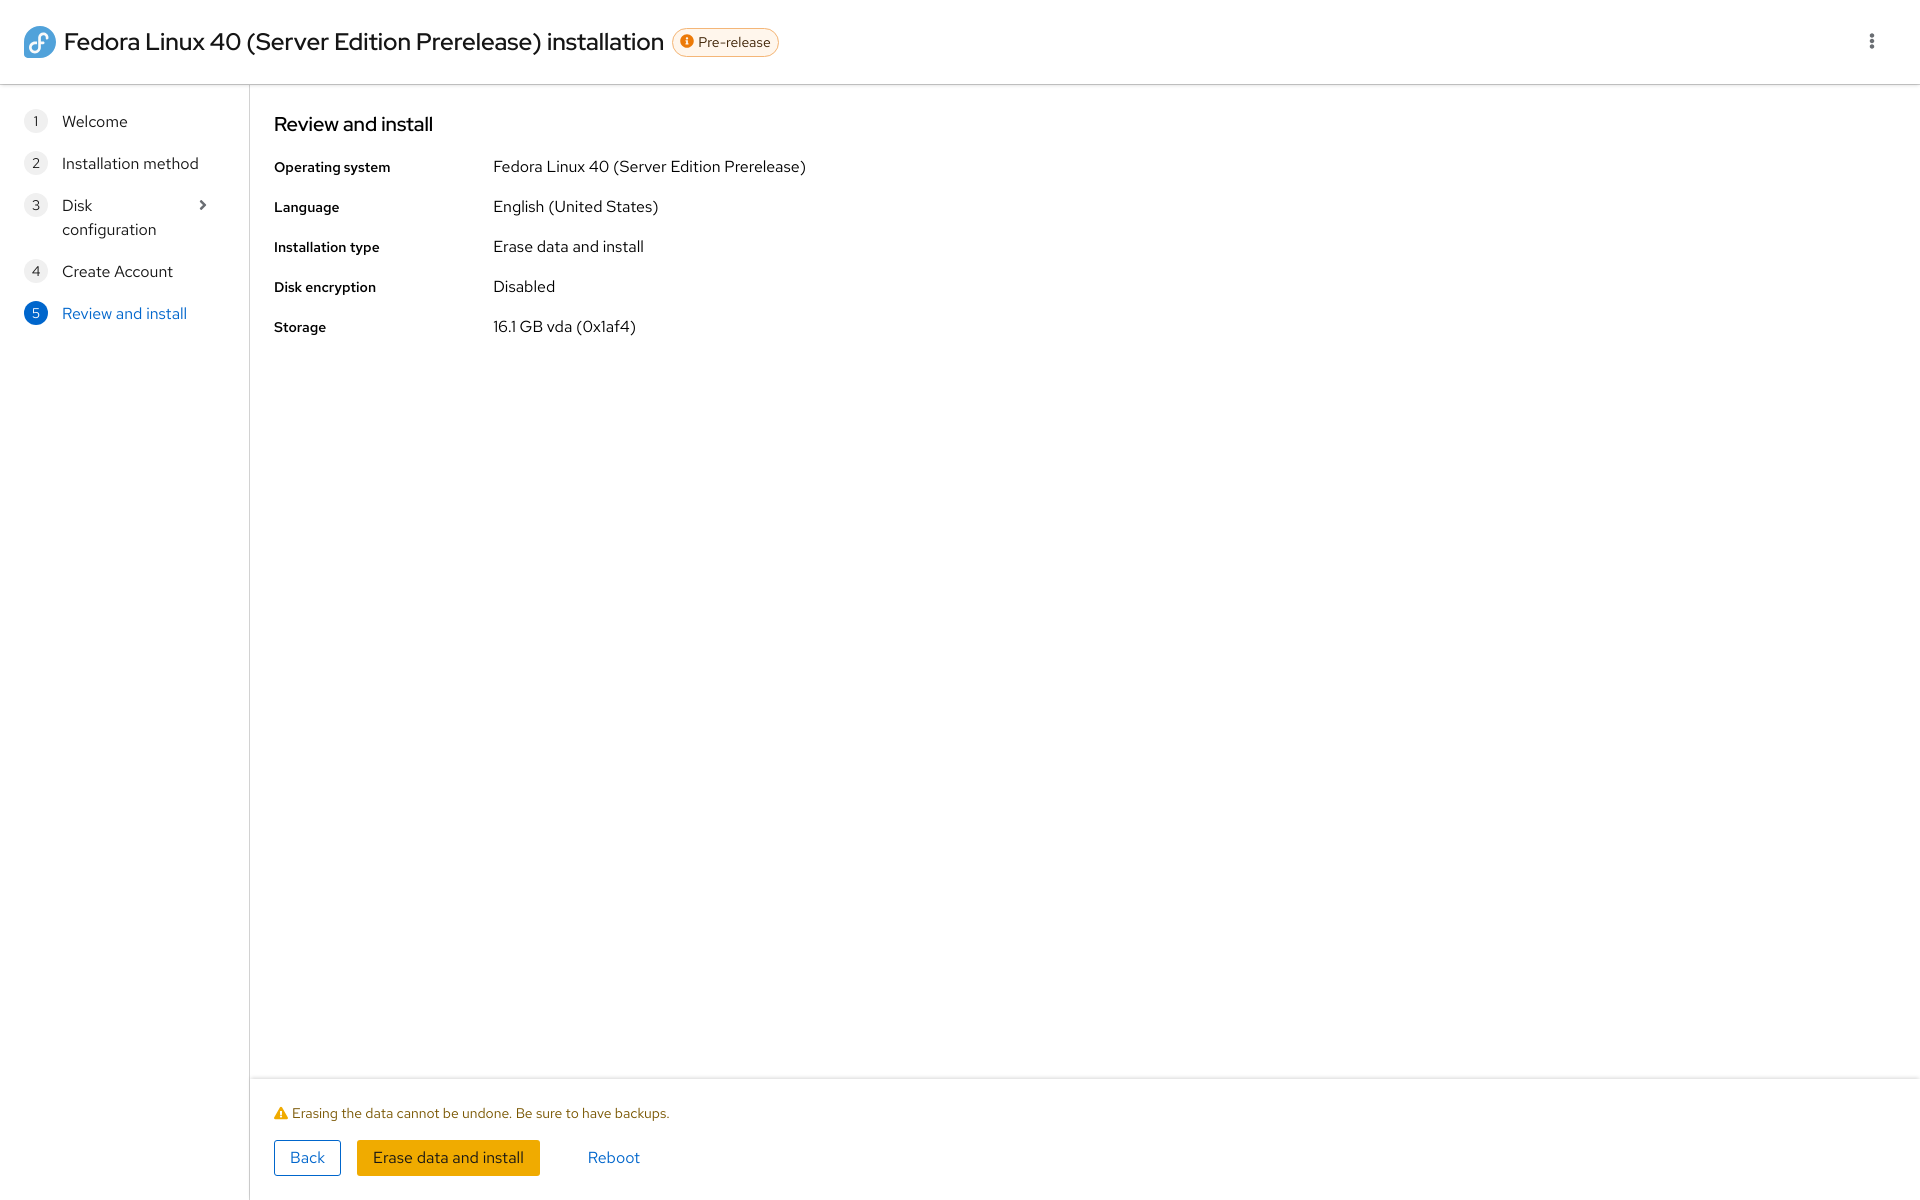 Fedora Linux 40 (Server Edition Prerelease) installation
Pre-release
1 Welcome
2 Installation method
3 Disk
configuration
4 Create Account
5 Review and install
Review and install
Operating system Fedora Linux 40 (Server Edition Prerelease)
Language English (United States)
Installation type Erase data and install
Disk encryption Disabled
Storage 16.1 GB vda (0x1af4)
Erasing the data cannot be undone. Be sure to have backups.
Back Erase data and install Reboot